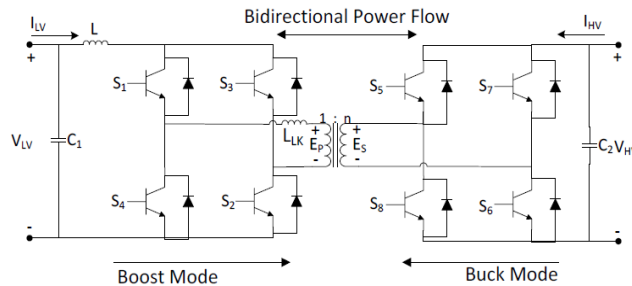 Bidirectional Power Flow
I_LV L I_HV
+ +
S1 S3 S5 S7
1 : n
V_LV C1 L_LK + E_P - + E_S - C2 V_H
S4 S2 S8 S6
- -
Boost Mode Buck Mode